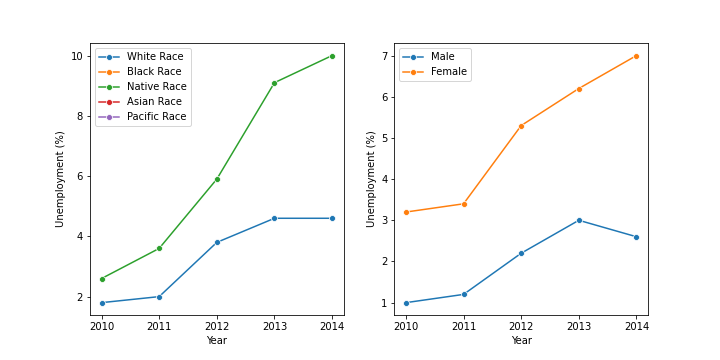 White Race
Black Race
Native Race
Asian Race
Pacific Race
Unemployment (%)
10
8
6
4
2
2010 2011 2012 2013 2014
Year
Male
Female
Unemployment (%)
7
6
5
4
3
2
1
2010 2011 2012 2013 2014
Year